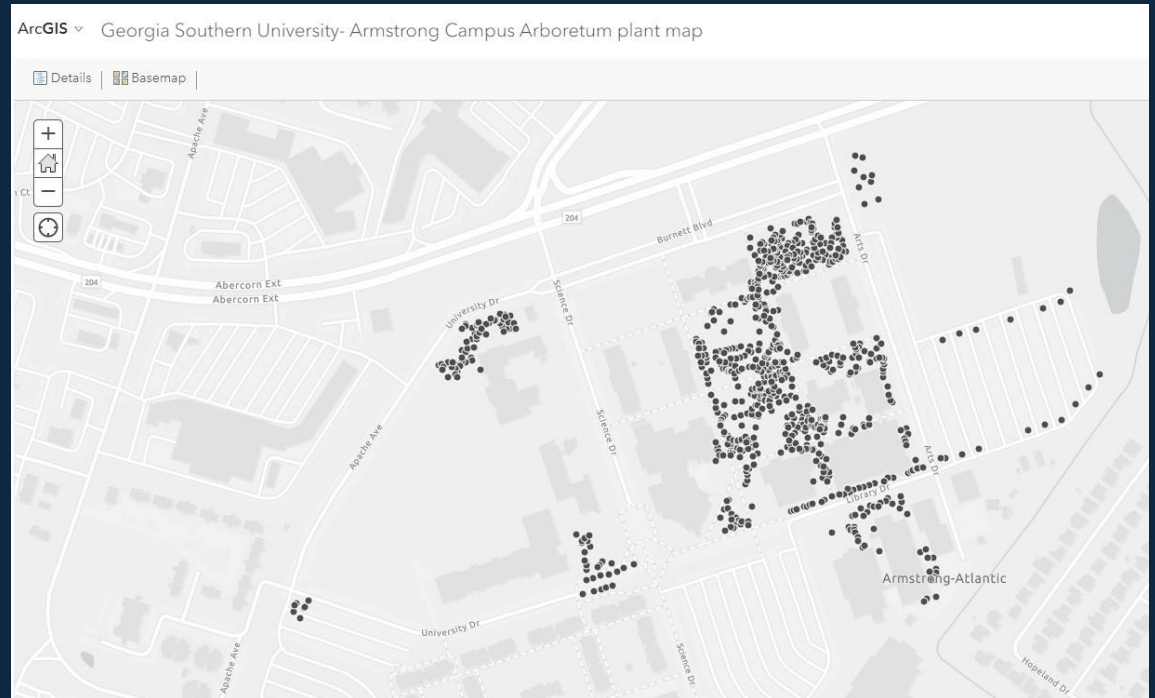 ArcGIS Georgia Southern University- Armstrong Campus Arboretum plant map
Details Basemap
+
−
Apache Ave
Ct
204
Burnett Blvd
Arts Dr
204
Abercorn Ext
Abercorn Ext
Science Dr
University Dr
Science Dr
Apache Ave
Arts Dr
Library Dr
Armstrong-Atlantic
University Dr
Science Dr
Apache Ave
Hopeland Dr